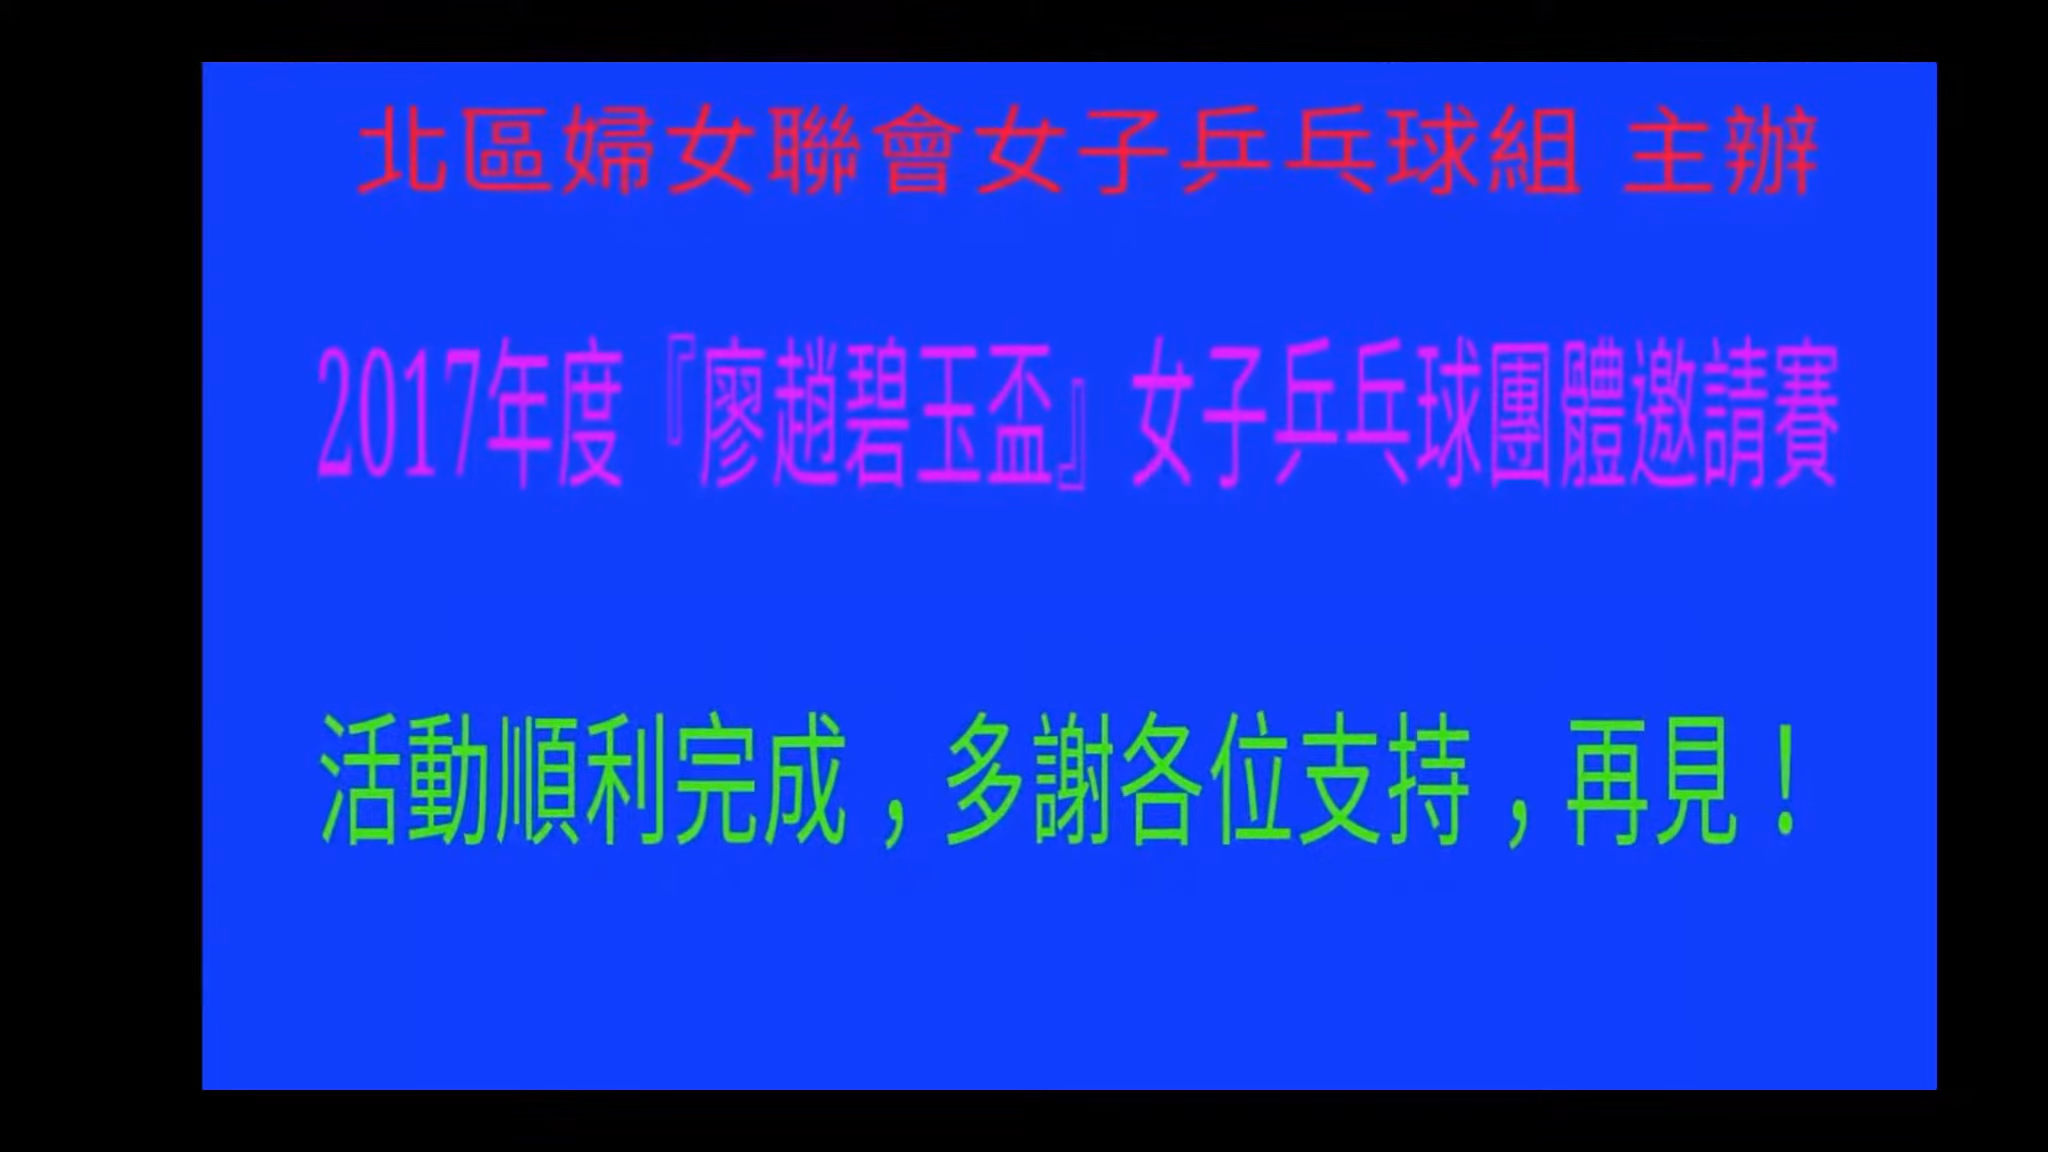 北區婦女聯會女子乒乓球組 主辦
2017年度『廖趙碧玉盃』女子乒乓球團體邀請賽
活動順利完成，多謝各位支持，再見！